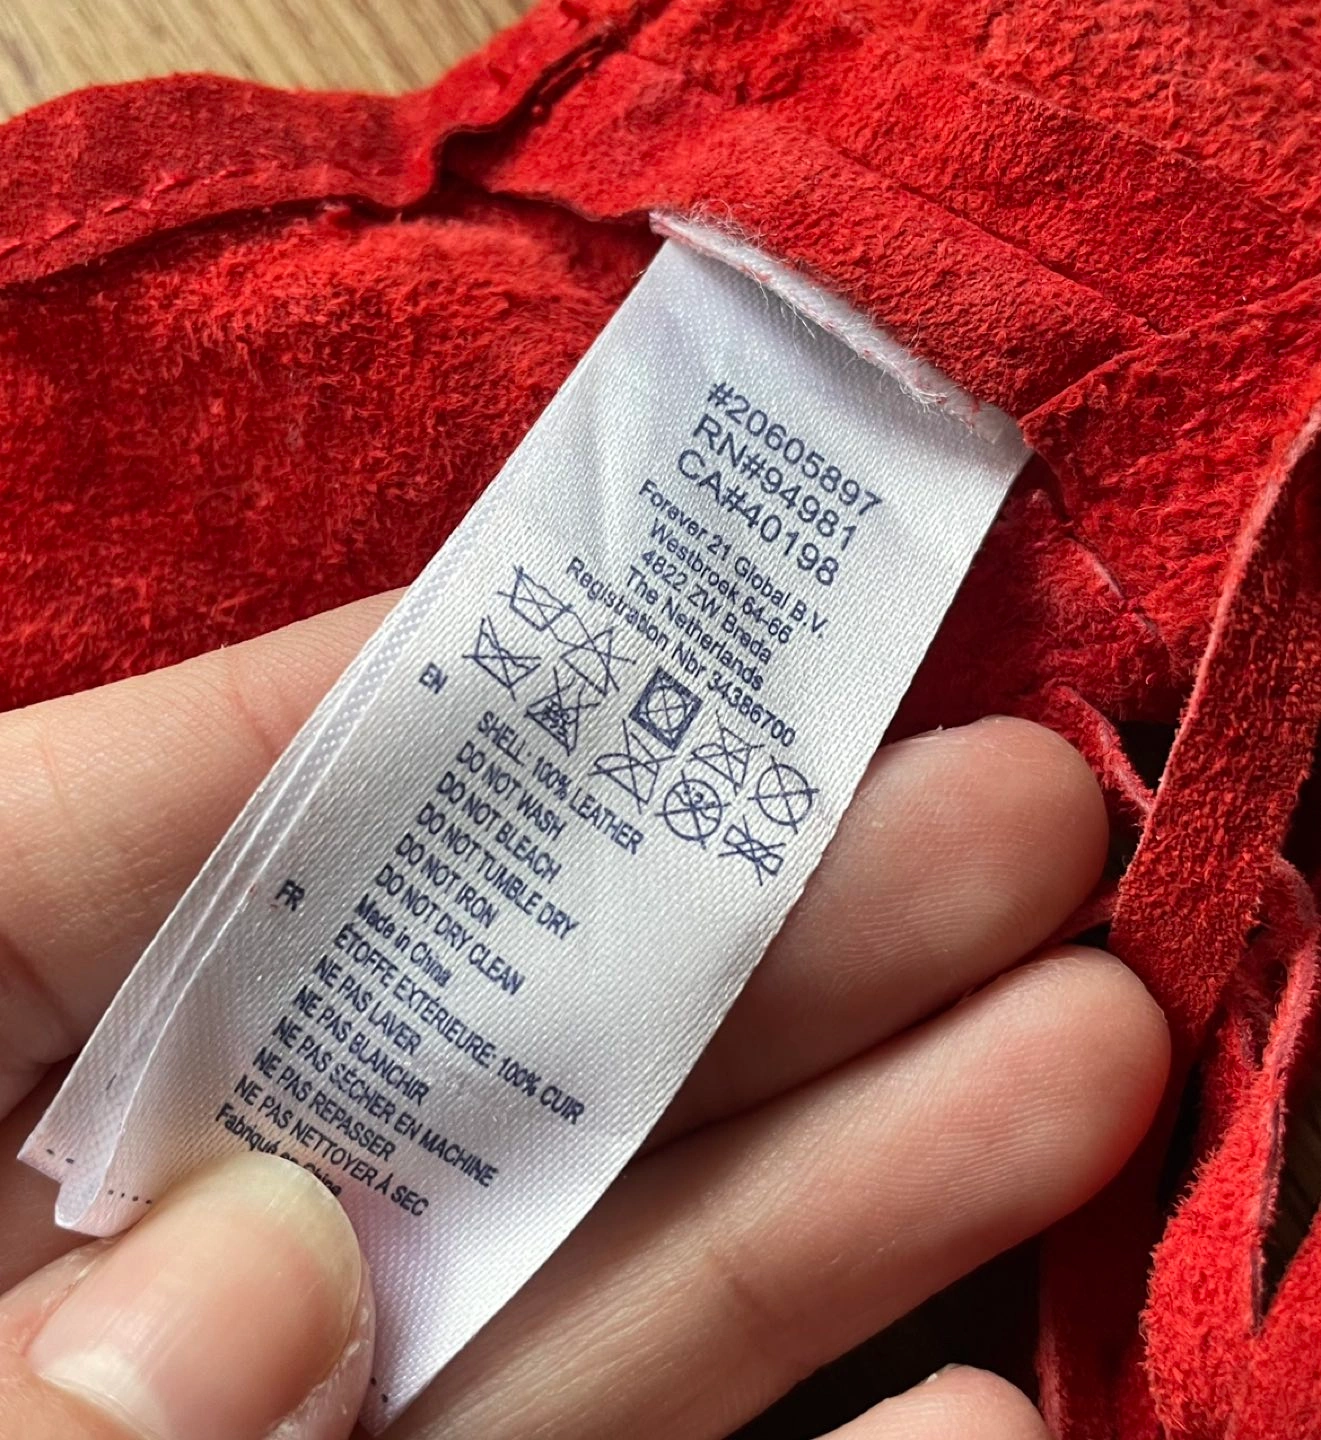 #20605897
RN#94981
CA#40198
Forever 21 Global B.V.
Westbroek 64-66
4822 ZW Breda
The Netherlands
Registration Nbr 34386700
EN
SHELL: 100% LEATHER
DO NOT WASH
DO NOT BLEACH
DO NOT TUMBLE DRY
DO NOT IRON
DO NOT DRY CLEAN
Made in China
FR
ÉTOFFE EXTÉRIEURE: 100% CUIR
NE PAS LAVER
NE PAS BLANCHIR
NE PAS SÉCHER EN MACHINE
NE PAS REPASSER
NE PAS NETTOYER À SEC
Fabriqué en China